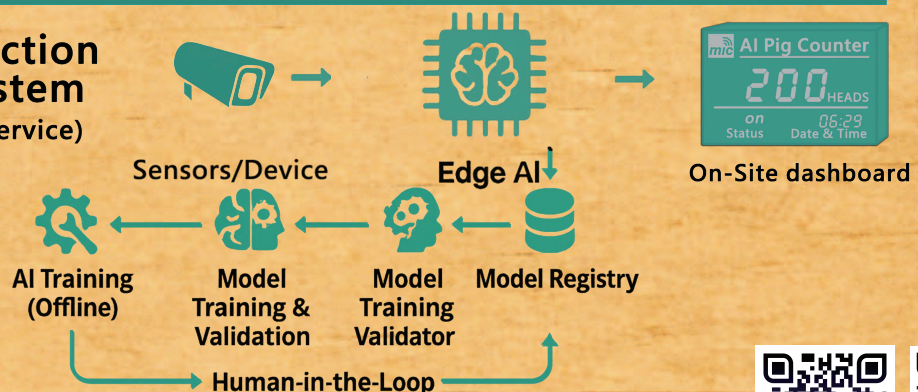 ction
stem
ervice)
mic AI Pig Counter
200 HEADS
on 06:29
Status Date & Time
Sensors/Device
Edge AI
On-Site dashboard
AI Training
(Offline)
Model
Training &
Validation
Model
Training
Validator
Model Registry
Human-in-the-Loop